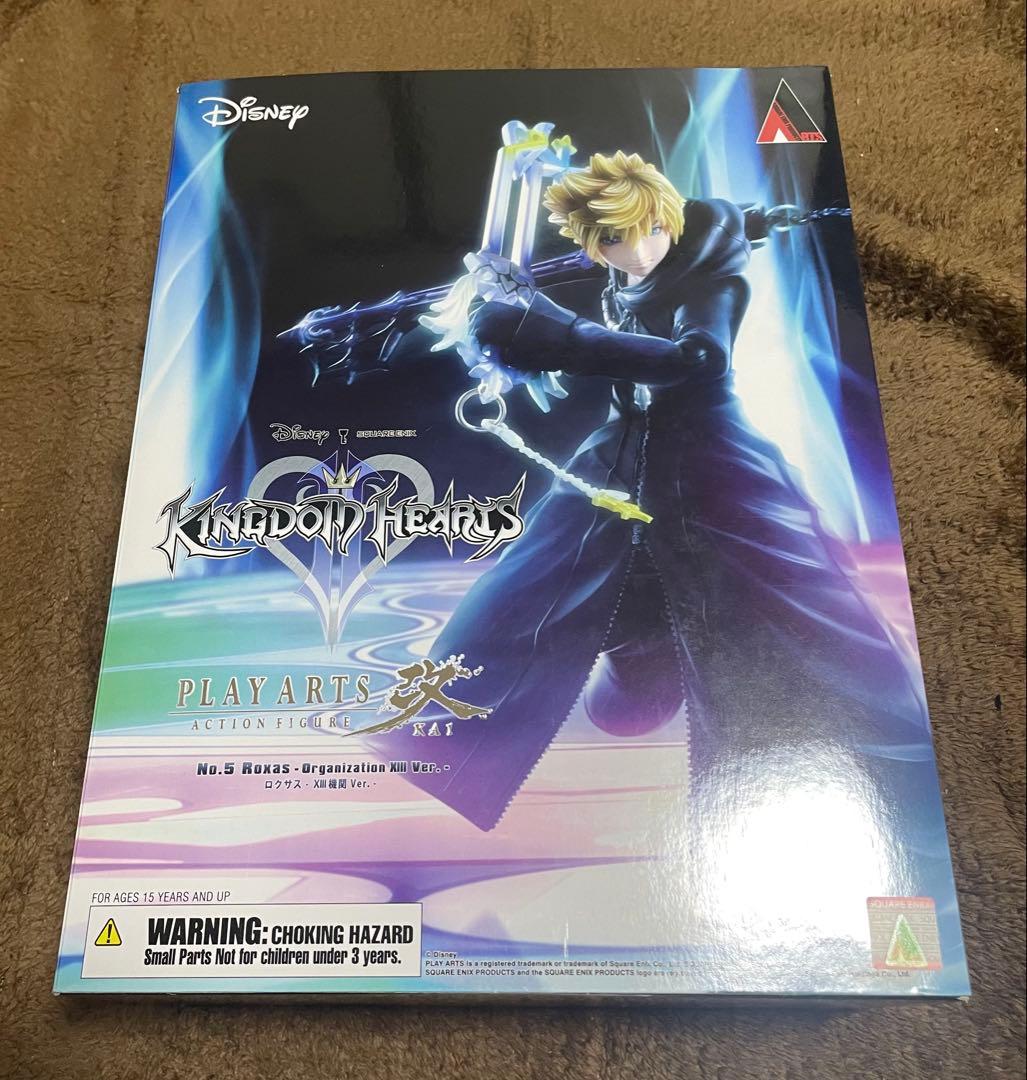 Disney
ARTS
Disney SQUARE ENIX
KINGDOM HEARTS
II
PLAY ARTS 改
ACTION FIGURE KAI
No.5 Roxas - Organization XIII Ver. -
ロクサス - XIII機関 Ver. -
FOR AGES 15 YEARS AND UP
WARNING: CHOKING HAZARD
Small Parts Not for children under 3 years.
SQUARE ENIX
© Disney
PLAY ARTS is a registered trademark or trademark of Square Enix Co.,
SQUARE ENIX PRODUCTS and the SQUARE ENIX PRODUCTS logo are
Co., Ltd.